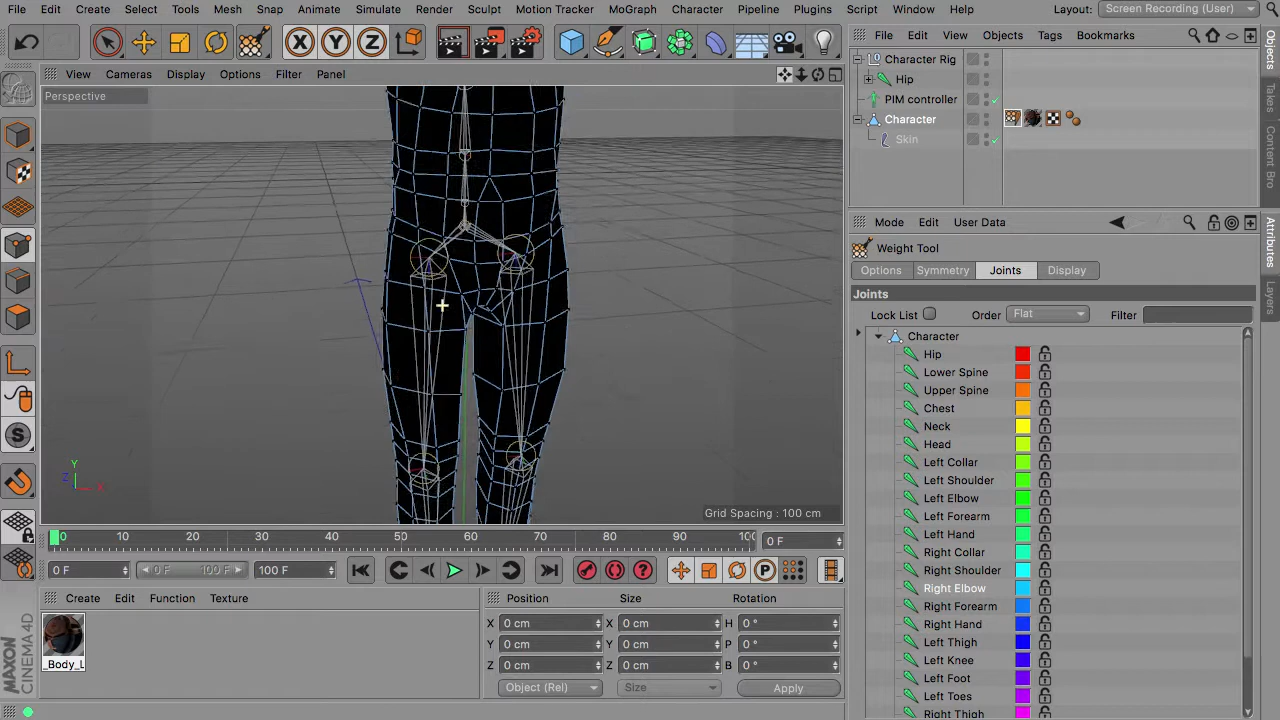 File Edit Create Select Tools Mesh Snap Animate Simulate Render Sculpt Motion Tracker MoGraph Character Pipeline Plugins Script Window Help Layout: Screen Recording (User)
X Y Z
File Edit View Objects Tags Bookmarks
View Cameras Display Options Filter Panel
Perspective
Character Rig
Hip
PIM controller
Character
Skin
Objects
Takes
Attributes
Layers
Mode Edit User Data
Weight Tool
Options Symmetry Joints Display
Joints
Lock List Order Flat Filter
Character
Hip
Lower Spine
Upper Spine
Chest
Neck
Head
Left Collar
Left Shoulder
Left Elbow
Left Forearm
Left Hand
Right Collar
Right Shoulder
Right Elbow
Right Forearm
Right Hand
Left Thigh
Left Knee
Left Foot
Left Toes
Right Thigh
Y
Z X
Grid Spacing : 100 cm
0 10 20 30 40 50 60 70 80 90 0 F
0 F 0 F 100 F 100 F P
Create Edit Function Texture
_Body_L
Position Size Rotation
X 0 cm X 0 cm H 0 °
Y 0 cm Y 0 cm P 0 °
Z 0 cm Z 0 cm B 0 °
Object (Rel) Size Apply
MAXON
CINEMA 4D